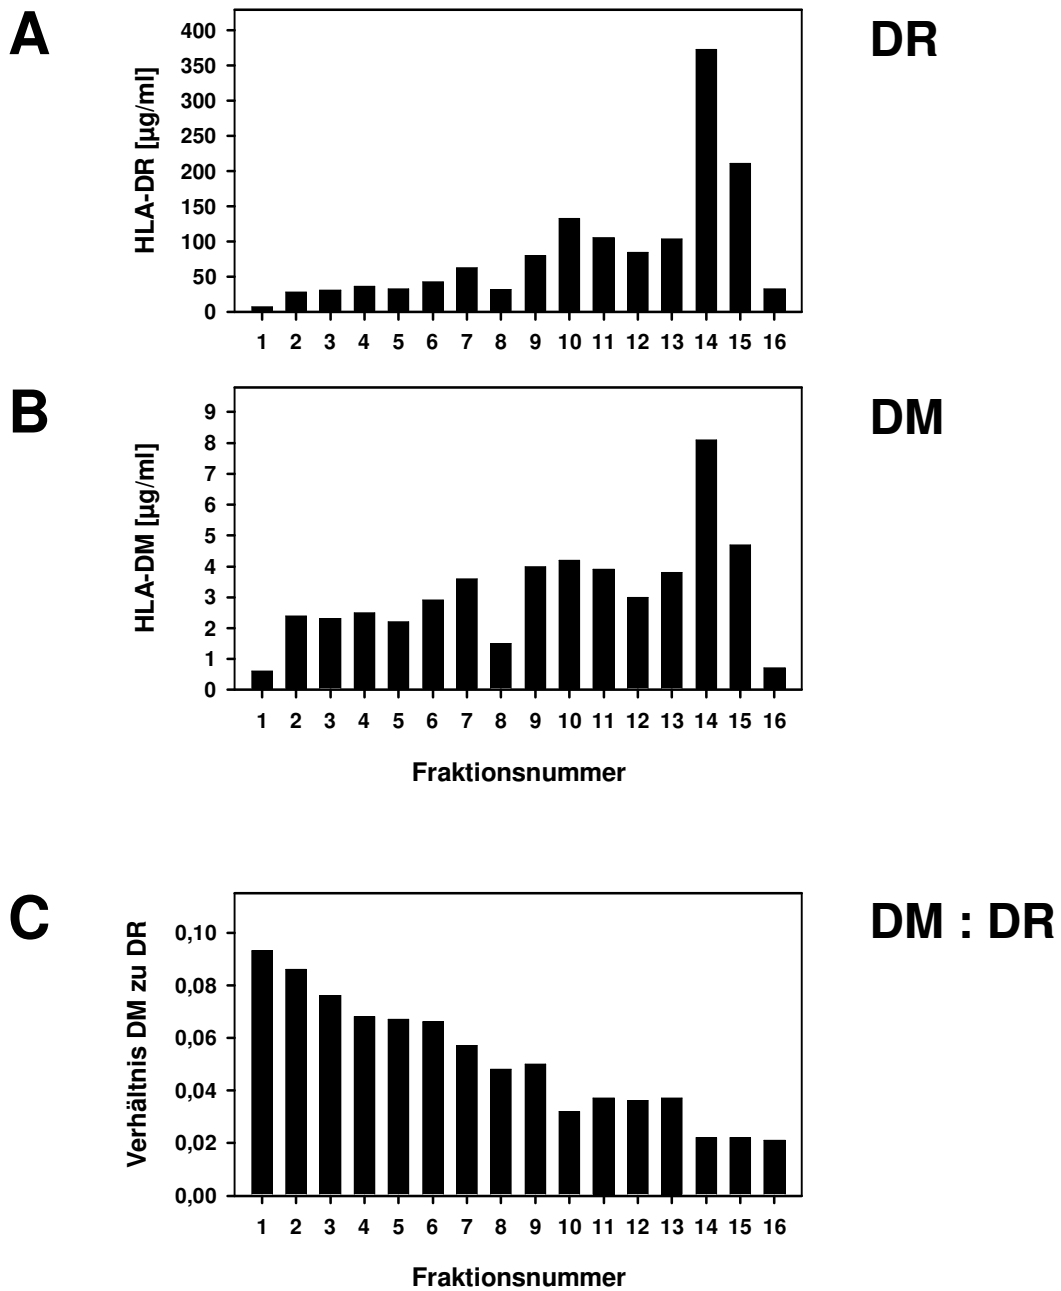 A
DR
HLA-DR [µg/ml]
400
350
300
250
200
150
100
50
0
1 2 3 4 5 6 7 8 9 10 11 12 13 14 15 16
B
DM
HLA-DM [µg/ml]
9
8
7
6
5
4
3
2
1
0
1 2 3 4 5 6 7 8 9 10 11 12 13 14 15 16
Fraktionsnummer
C
DM : DR
Verhältnis DM zu DR
0,10
0,08
0,06
0,04
0,02
0,00
1 2 3 4 5 6 7 8 9 10 11 12 13 14 15 16
Fraktionsnummer